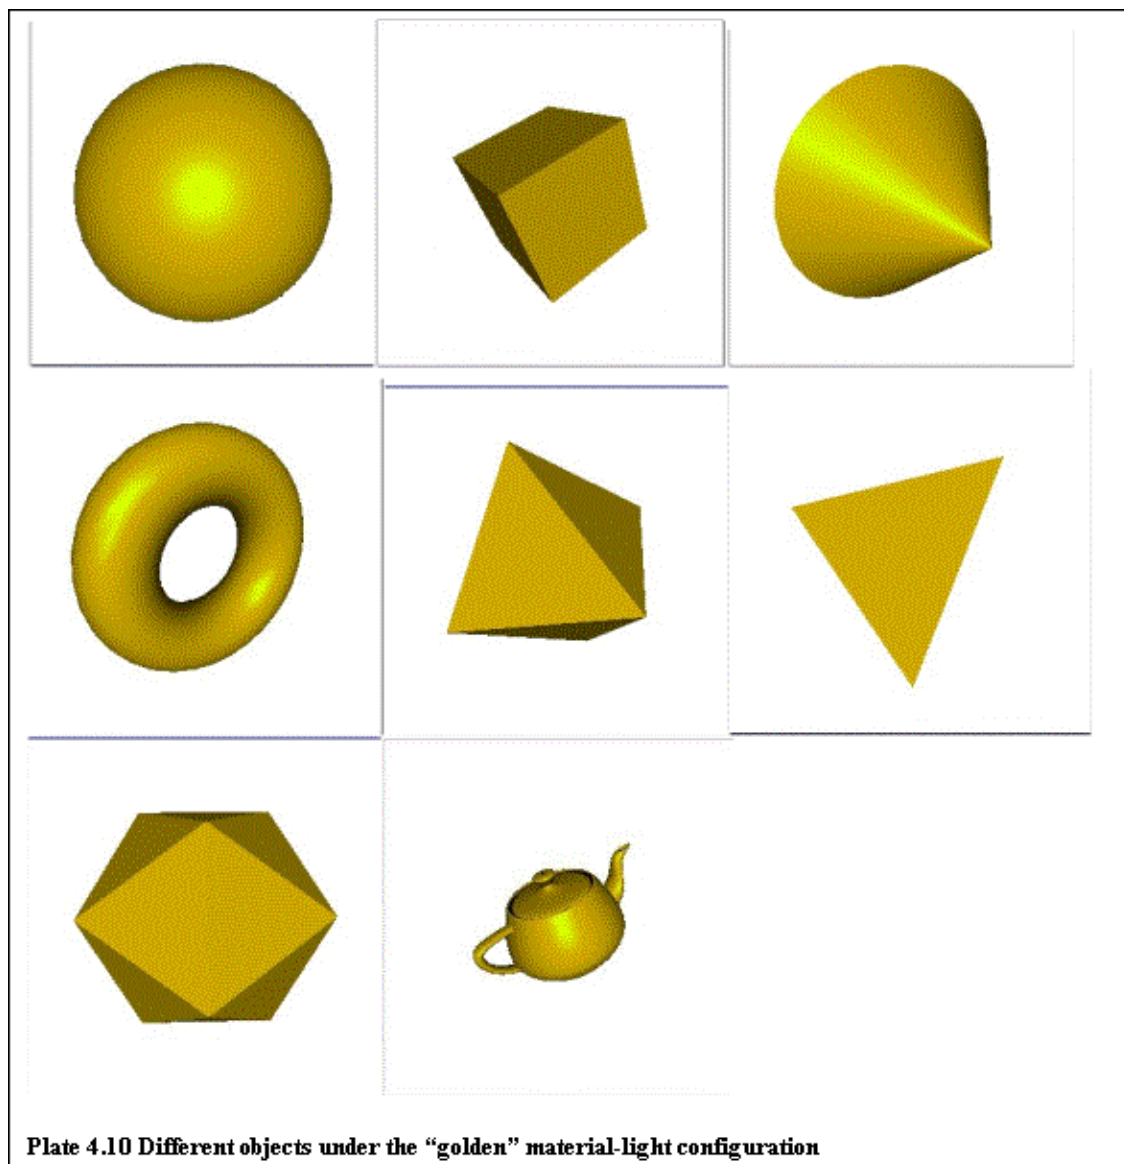 Plate 4.10 Different objects under the “golden” material-light configuration